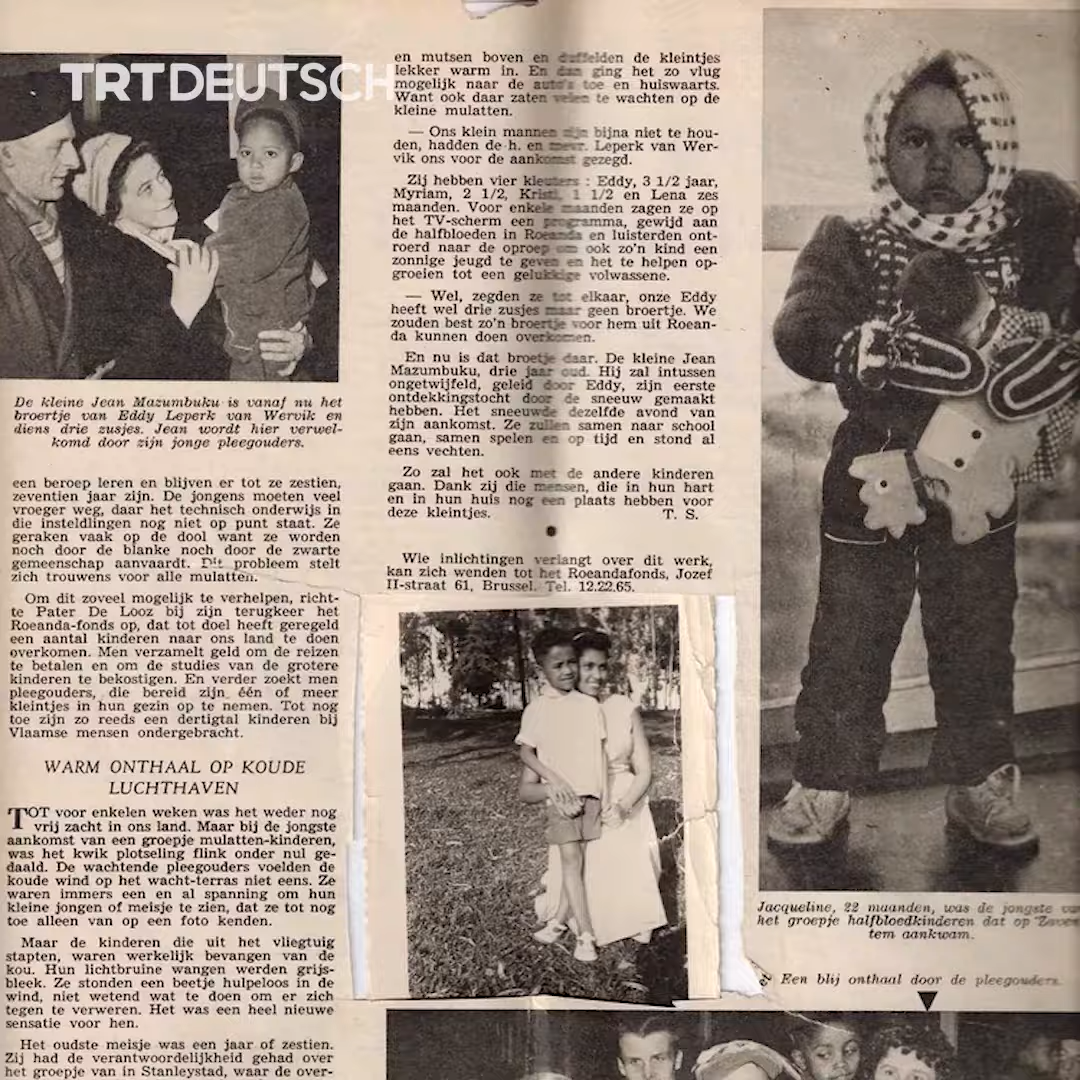 TRTDEUTSCH
De kleine Jean Mazumbuku is vanaf nu het
broertje van Eddy Leperk van Wervik en
diens drie zusjes. Jean wordt hier verwel-
komd door zijn jonge pleegouders.
een beroep leren en blijven er tot ze zestien,
zeventien jaar zijn. De jongens moeten veel
vroeger weg, daar het technisch onderwijs in
die insteldlingen nog niet op punt staat. Ze
geraken vaak op de dool want ze worden
noch door de blanke noch door de zwarte
gemeenschap aanvaardt. Dit probleem stelt
zich trouwens voor alle mulatten.
Om dit zoveel mogelijk te verhelpen, richt-
te Pater De Looz bij zijn terugkeer het
Roeanda-fonds op, dat tot doel heeft geregeld
een aantal kinderen naar ons land te doen
overkomen. Men verzamelt geld om de reizen
te betalen en om de studies van de grotere
kinderen te bekostigen. En verder zoekt men
pleegouders, die bereid zijn één of meer
kleintjes in hun gezin op te nemen. Tot nog
toe zijn zo reeds een dertigtal kinderen bij
Vlaamse mensen ondergebracht.
WARM ONTHAAL OP KOUDE
LUCHTHAVEN
TOT voor enkelen weken was het weder nog
vrij zacht in ons land. Maar bij de jongste
aankomst van een groepje mulatten-kinderen,
was het kwik plotseling flink onder nul ge-
daald. De wachtende pleegouders voelden de
koude wind op het wacht-terras niet eens. Ze
waren immers een en al spanning om hun
kleine jongen of meisje te zien, dat ze tot nog
toe alleen van op een foto kenden.
Maar de kinderen die uit het vliegtuig
stapten, waren werkelijk bevangen van de
kou. Hun lichtbruine wangen werden grijs-
bleek. Ze stonden een beetje hulpeloos in de
wind, niet wetend wat te doen om er zich
tegen te verweren. Het was een heel nieuwe
sensatie voor hen.
Het oudste meisje was een jaar of zestien.
Zij had de verantwoordelijkheid gehad over
het groepje van in Stanleystad, waar de over-
en mutsen boven en duffelden de kleintjes
lekker warm in. En dan ging het zo vlug
mogelijk naar de auto's toe en huiswaarts.
Want ook daar zaten velen te wachten op de
kleine mulatten.
— Ons klein mannen zijn bijna niet te hou-
den, hadden de h. en mevr. Leperk van Wer-
vik ons voor de aankomst gezegd.
Zij hebben vier kleuters : Eddy, 3 1/2 jaar,
Myriam, 2 1/2, Kristi, 1 1/2 en Lena zes
maanden. Voor enkele maanden zagen ze op
het TV-scherm een programma, gewijd aan
de halfbloeden in Roeanda en luisterden ont-
roerd naar de oproep om ook zo'n kind een
zonnige jeugd te geven en het te helpen op-
groeien tot een gelukkige volwassene.
— Wel, zegden ze tot elkaar, onze Eddy
heeft wel drie zusjes maar geen broertje. We
zouden best zo'n broertje voor hem uit Roean-
da kunnen doen overkomen.
En nu is dat broetje daar. De kleine Jean
Mazumbuku, drie jaar oud. Hij zal intussen
ongetwijfeld, geleid door Eddy, zijn eerste
ontdekkingstocht door de sneeuw gemaakt
hebben. Het sneeuwde dezelfde avond van
zijn aankomst. Ze zullen samen naar school
gaan, samen spelen en op tijd en stond al
eens vechten.
Zo zal het ook met de andere kinderen
gaan. Dank zij die mensen, die in hun hart
en in hun huis nog een plaats hebben voor
deze kleintjes. T. S.
Wie inlichtingen verlangt over dit werk,
kan zich wenden tot het Roeandafonds, Jozef
II-straat 61, Brussel. Tel. 12.22.65.
Jacqueline, 22 maanden, was de jongste
het groepje halfbloedkinderen dat op
tem aankwam.
Een blij onthaal door de pleegouders.